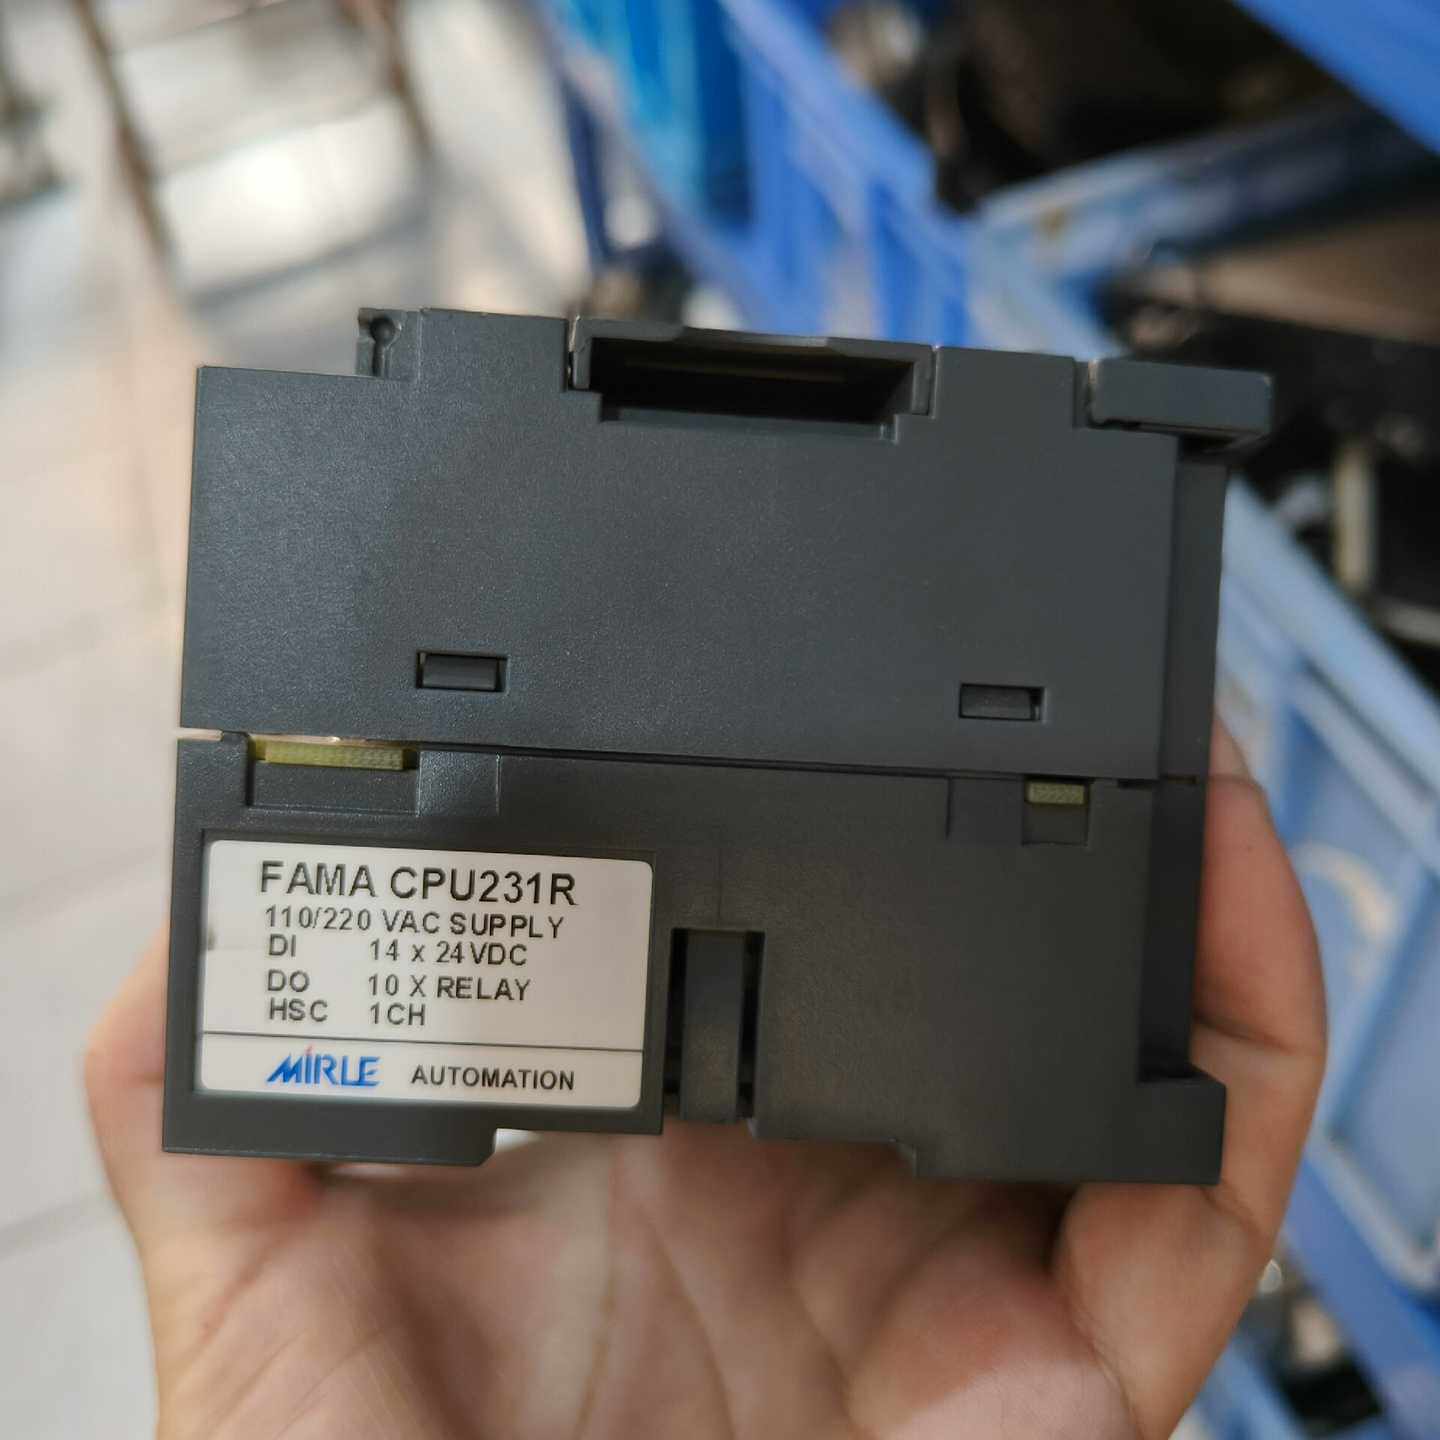 FAMA CPU231R
110/220 VAC SUPPLY
DI 14 x 24VDC
DO 10 X RELAY
HSC 1CH
MIRLE AUTOMATION